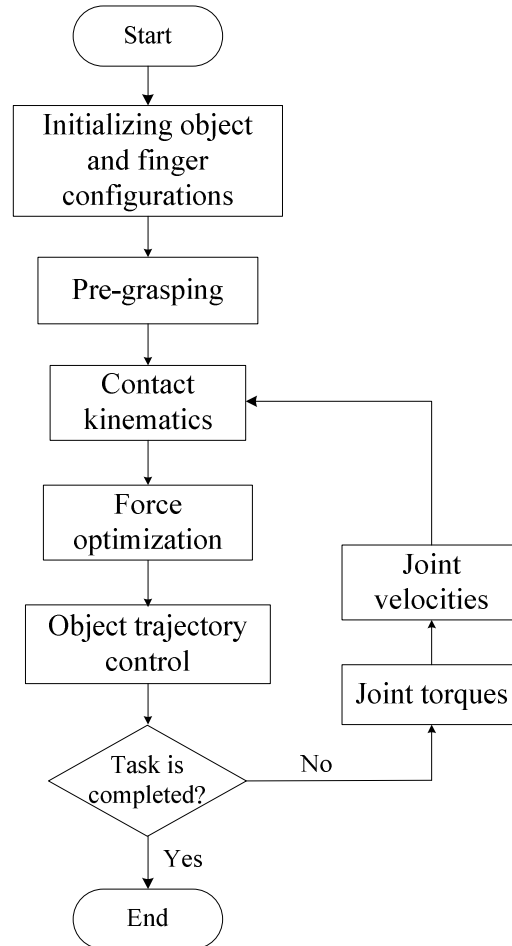 Start
Initializing object
and finger
configurations
Pre-grasping
Contact
kinematics
Force
optimization
Object trajectory
control
Task is
completed?
No
Joint torques
Joint
velocities
Yes
End